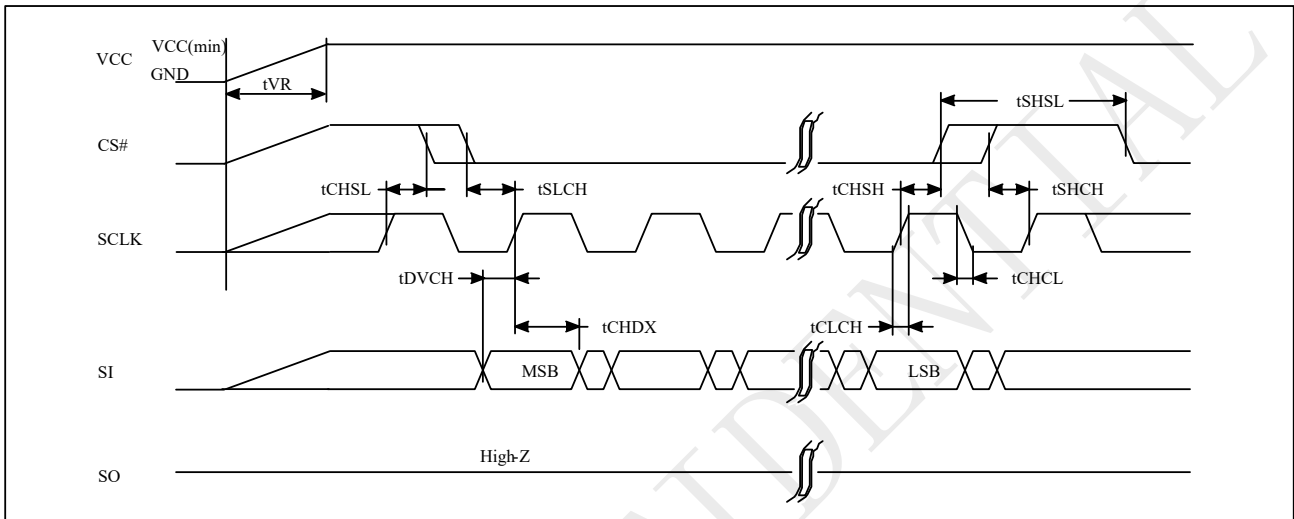 VCC(min)
VCC
GND
tVR
tSHSL
CS#
tCHSL
tSLCH
tCHSH
tSHCH
SCLK
tDVCH
tCHCL
tCHDX
tCLCH
SI
MSB
LSB
High-Z
SO
DENTIAL